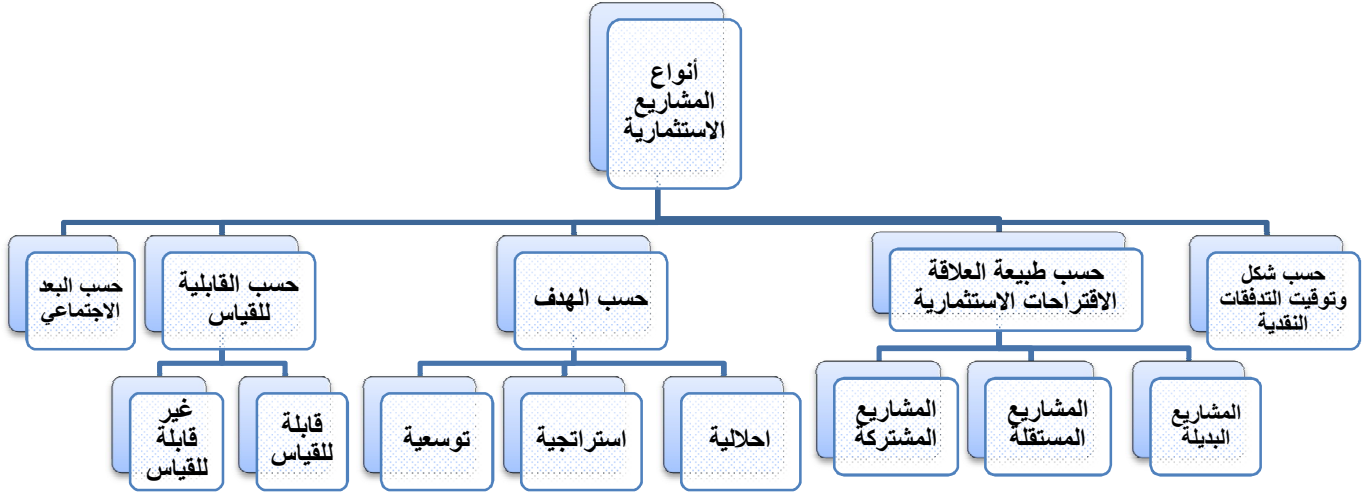 أنواع
المشاريع
الاستثمارية
حسب شكل
وتوقيت التدفقات
النقدية
حسب طبيعة العلاقة
الاقتراحات الاستثمارية
حسب الهدف
حسب القابلية
للقياس
حسب البعد
الاجتماعي
المشاريع
البديلة
المشاريع
المستقلة
المشاريع
المشتركة
احلالية
استراتجية
توسعية
قابلة
للقياس
غير
قابلة
للقياس